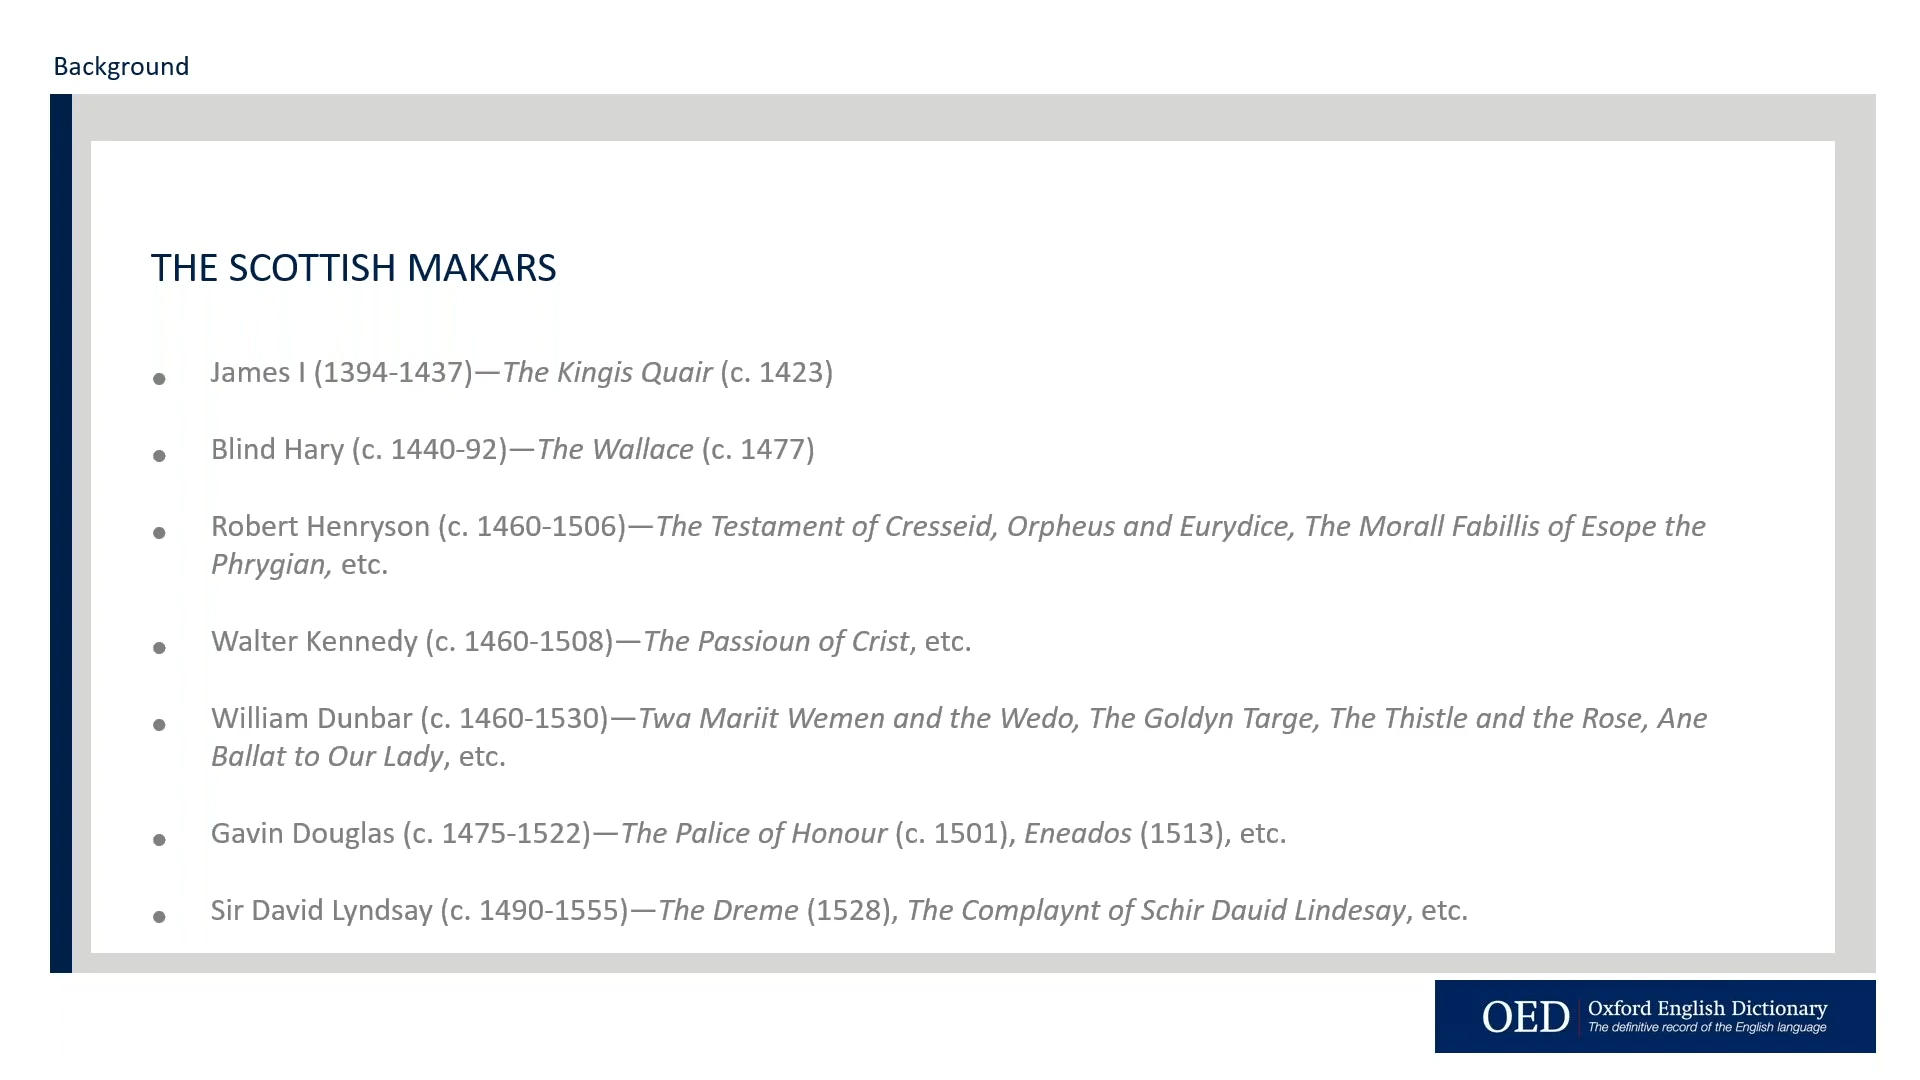 Background
THE SCOTTISH MAKARS
• James I (1394-1437)—The Kingis Quair (c. 1423)
• Blind Hary (c. 1440-92)—The Wallace (c. 1477)
• Robert Henryson (c. 1460-1506)—The Testament of Cresseid, Orpheus and Eurydice, The Morall Fabillis of Esope the
Phrygian, etc.
• Walter Kennedy (c. 1460-1508)—The Passioun of Crist, etc.
• William Dunbar (c. 1460-1530)—Twa Mariit Wemen and the Wedo, The Goldyn Targe, The Thistle and the Rose, Ane
Ballat to Our Lady, etc.
• Gavin Douglas (c. 1475-1522)—The Palice of Honour (c. 1501), Eneados (1513), etc.
• Sir David Lyndsay (c. 1490-1555)—The Dreme (1528), The Complaynt of Schir Dauid Lindesay, etc.
OED
Oxford English Dictionary
The definitive record of the English language